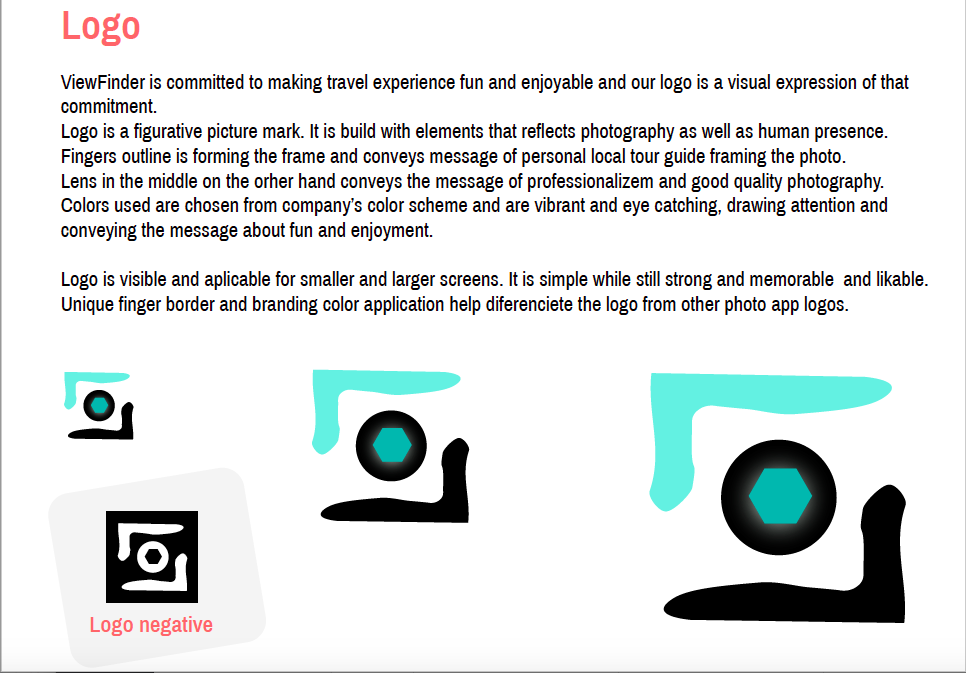 Logo
ViewFinder is committed to making travel experience fun and enjoyable and our logo is a visual expression of that
commitment.
Logo is a figurative picture mark. It is build with elements that reflects photography as well as human presence.
Fingers outline is forming the frame and conveys message of personal local tour guide framing the photo.
Lens in the middle on the orher hand conveys the message of professionalizem and good quality photography.
Colors used are chosen from company’s color scheme and are vibrant and eye catching, drawing attention and
conveying the message about fun and enjoyment.
Logo is visible and aplicable for smaller and larger screens. It is simple while still strong and memorable  and likable.
Unique finger border and branding color application help diferenciete the logo from other photo app logos.
Logo negative